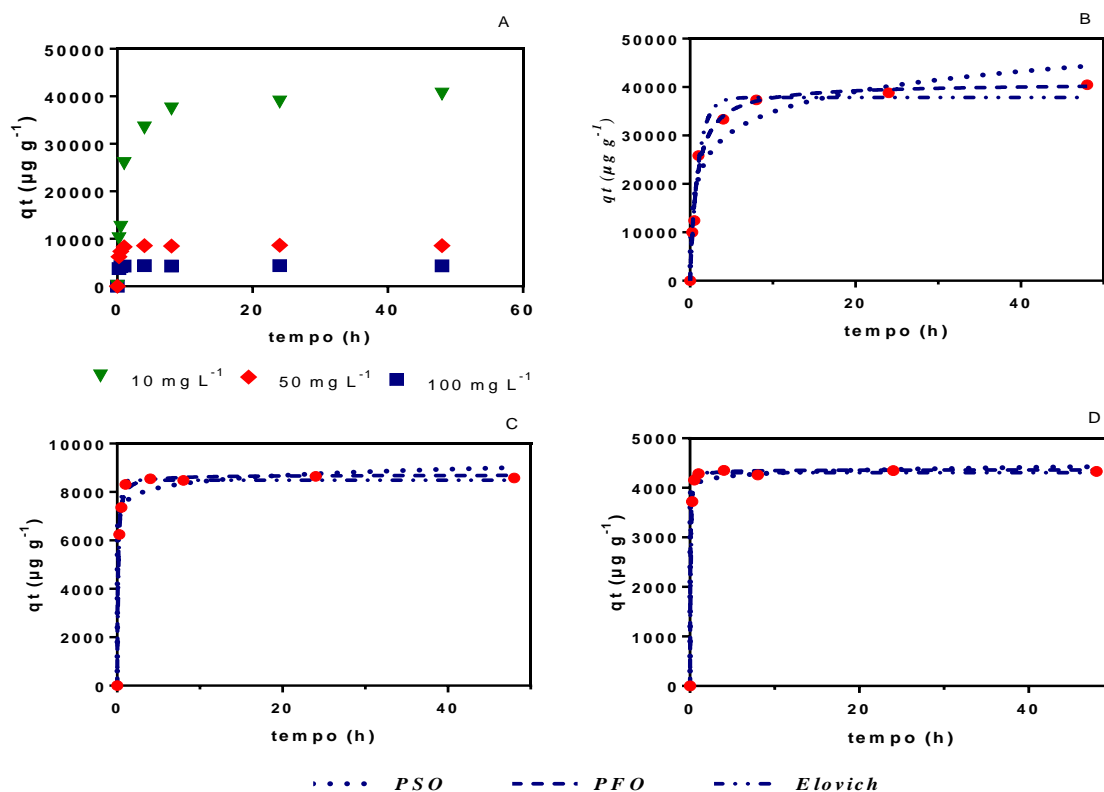 A
50000
40000
30000
20000
10000
0
qt (µg g⁻¹)
0 20 40 60
tempo (h)
B
50000
40000
30000
20000
10000
0
qt (µg g⁻¹)
0 20 40
tempo (h)
10 mg L⁻¹ 50 mg L⁻¹ 100 mg L⁻¹
C
10000
8000
6000
4000
2000
0
qt (µg g⁻¹)
0 20 40
tempo (h)
D
5000
4000
3000
2000
1000
0
qt (µg g⁻¹)
0 20 40
tempo (h)
PSO PFO Elovich